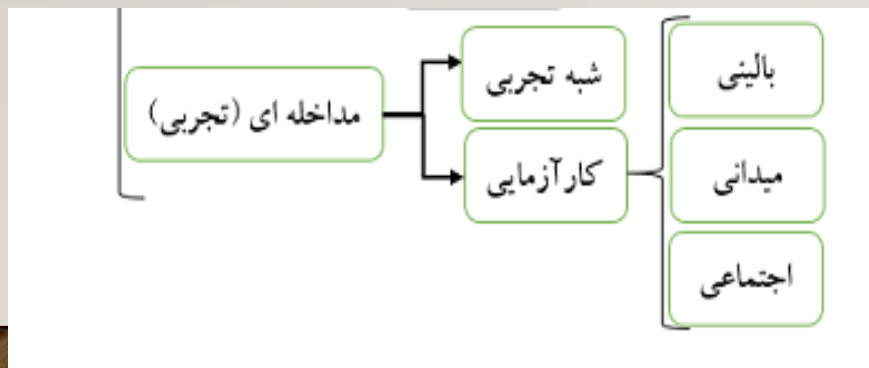 مداخله ای (تجربی)
شبه تجربی
کارآزمایی
بالینی
میدانی
اجتماعی